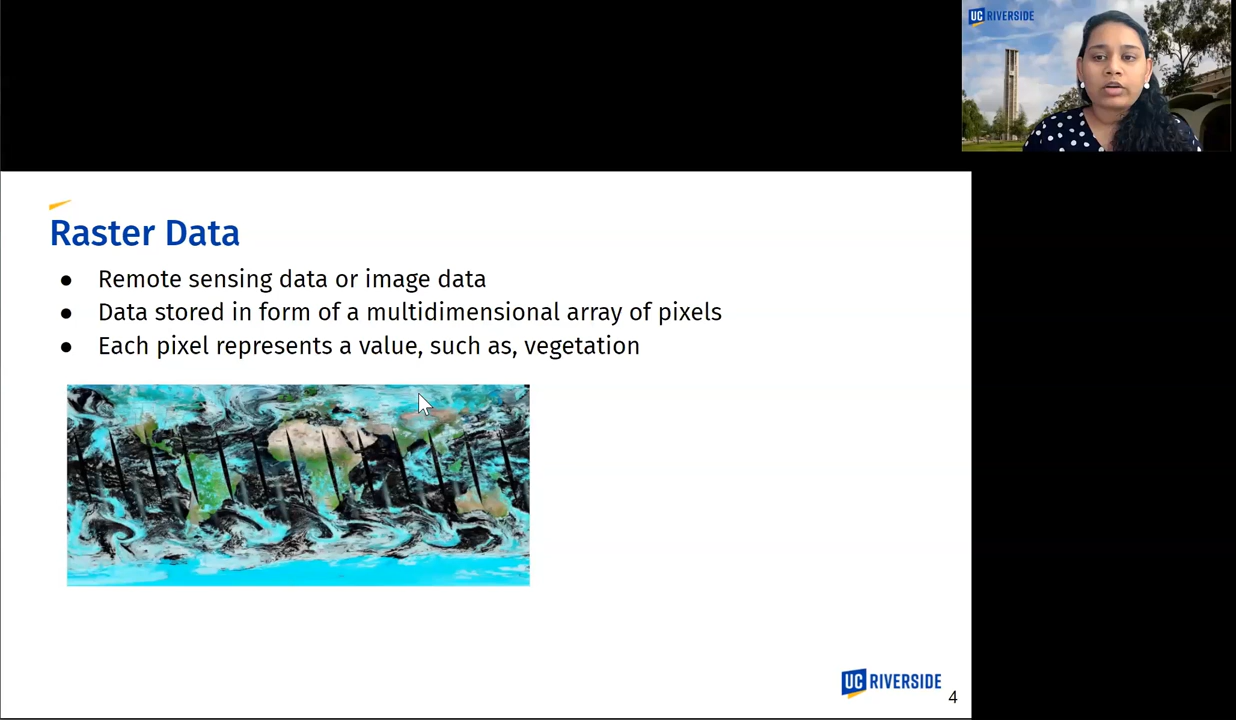 UC RIVERSIDE
Raster Data
● Remote sensing data or image data
● Data stored in form of a multidimensional array of pixels
● Each pixel represents a value, such as, vegetation
UC RIVERSIDE
4